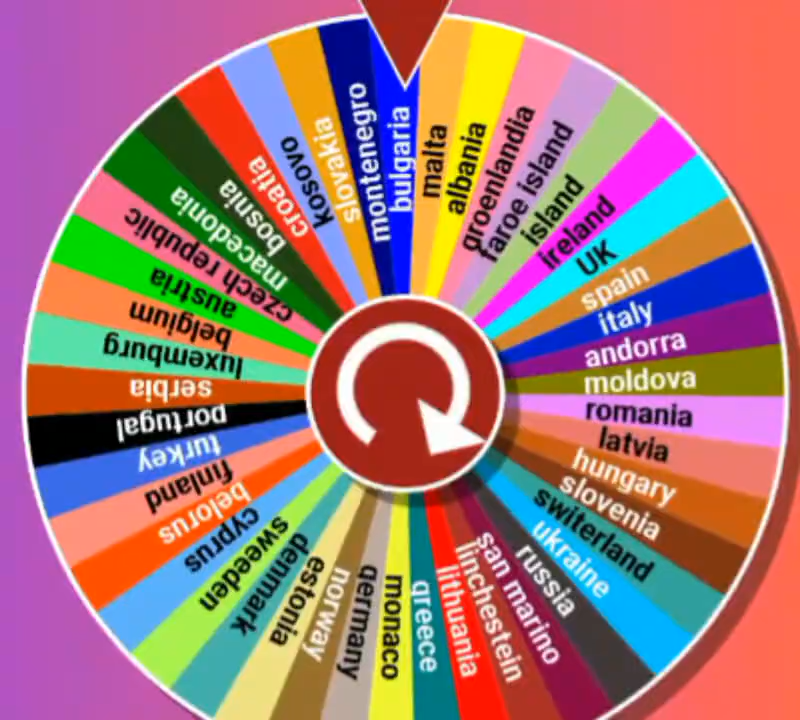 bulgaria
malta
albania
groenlandia
faroe island
island
ireland
UK
spain
italy
andorra
moldova
romania
latvia
hungary
slovenia
switerland
ukraine
russia
san marino
linchestein
lithuania
greece
monaco
germany
norway
estonia
denmark
sweeden
cyprus
belorus
finland
turkey
portugal
serbia
luxemburg
belgium
austria
czech republic
macedonia
bosnia
croatia
kosovo
slovakia
montenegro